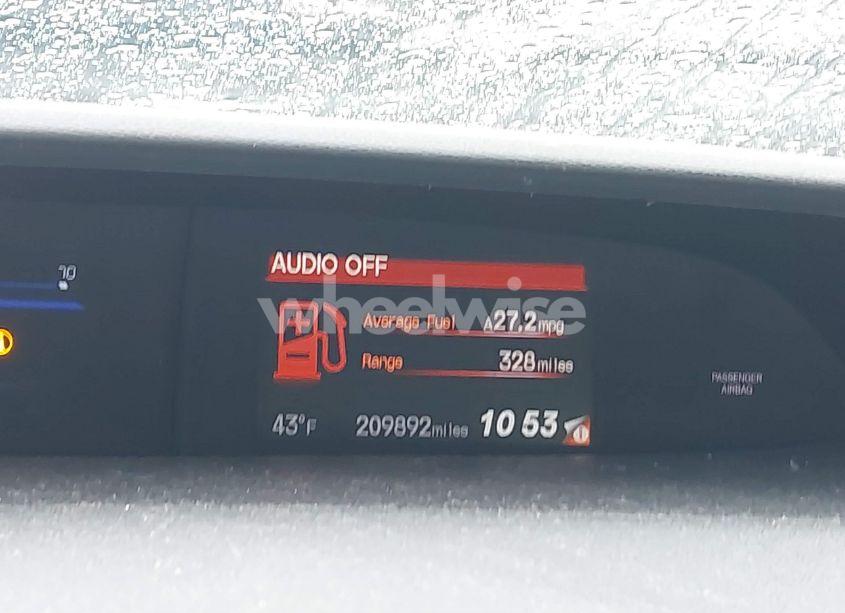 AUDIO OFF
70
wheelwise
Average Fuel A27.2mpg
Range 328miles
PASSENGER
AIRBAG
43°F 209892miles 10 53